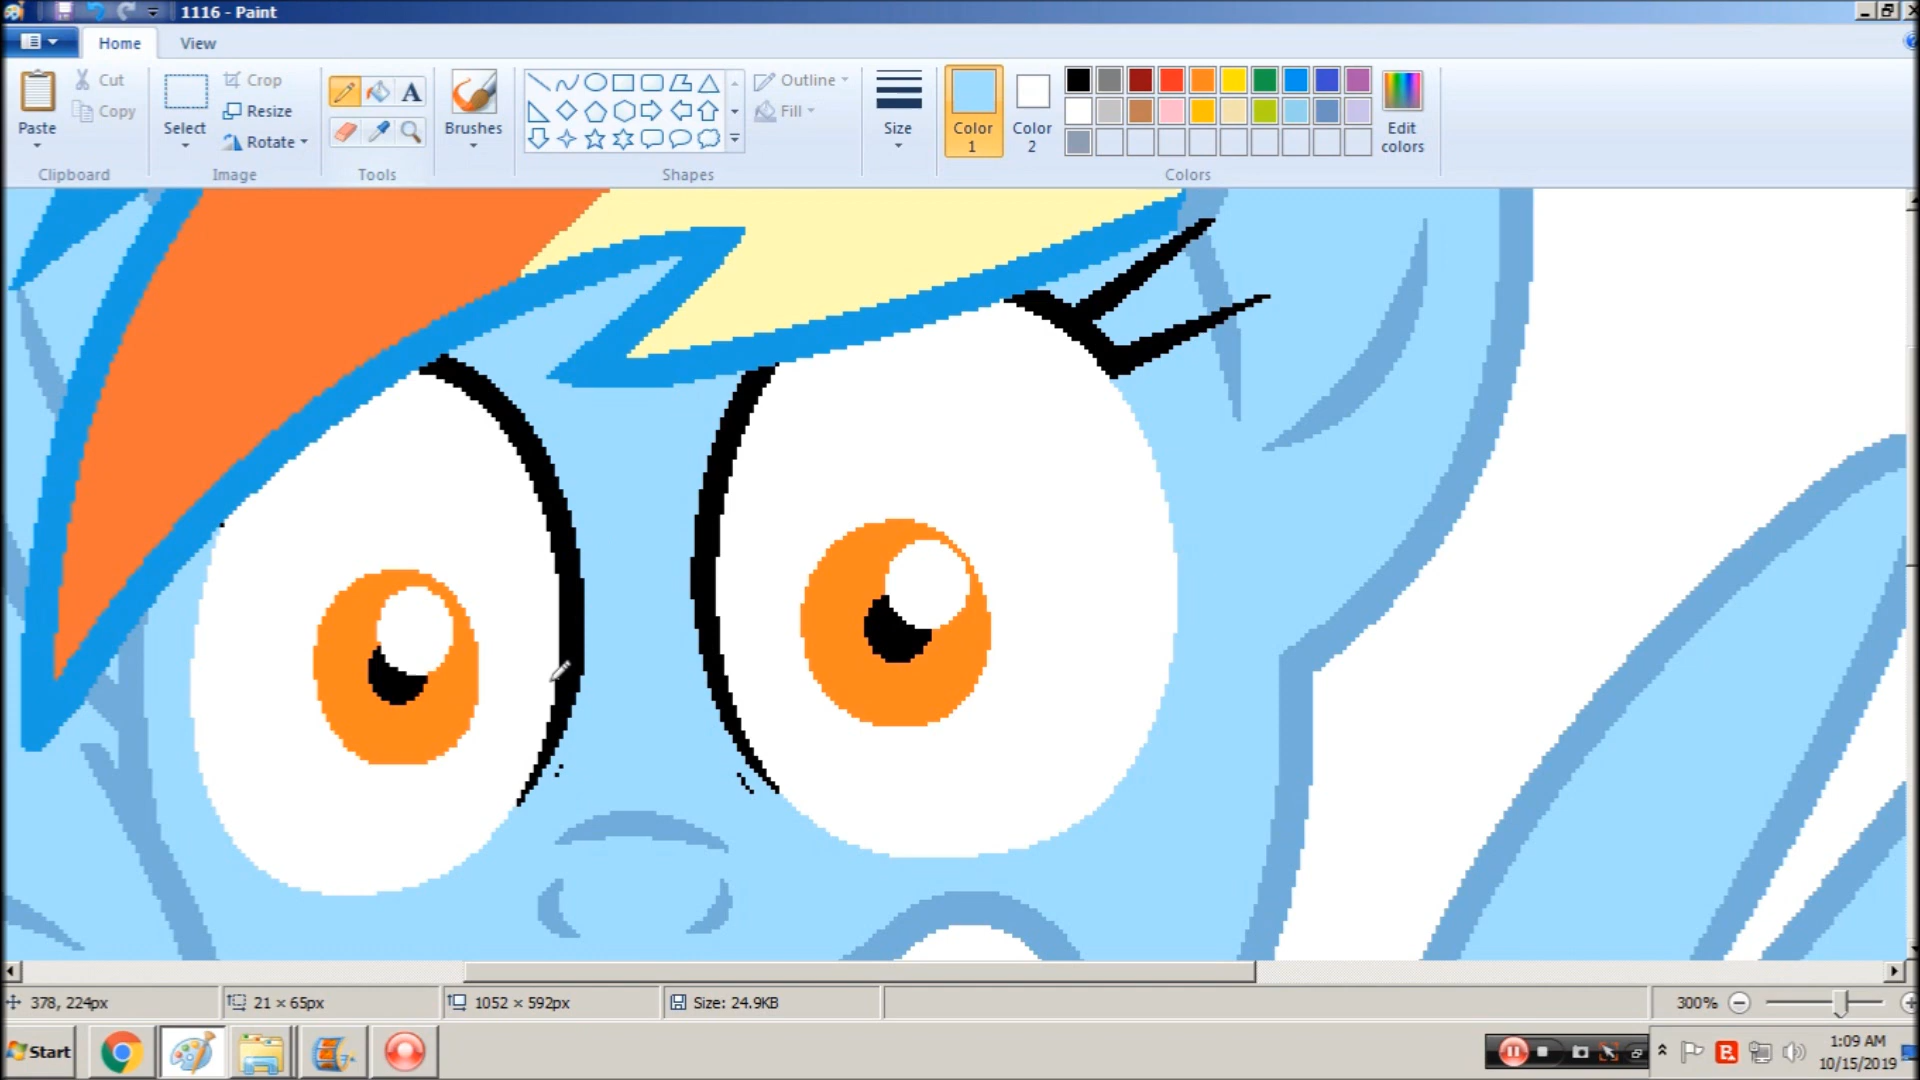 1116 - Paint
Home View
Paste
Cut
Copy
Clipboard
Select
Crop
Resize
Rotate
Image
A
Tools
Brushes
Outline
Fill
Shapes
Size
Color 1
Color 2
Edit colors
Colors
378, 224px
21 × 65px
1052 × 592px
Size: 24.9KB
300%
Start
1:09 AM
10/15/2019